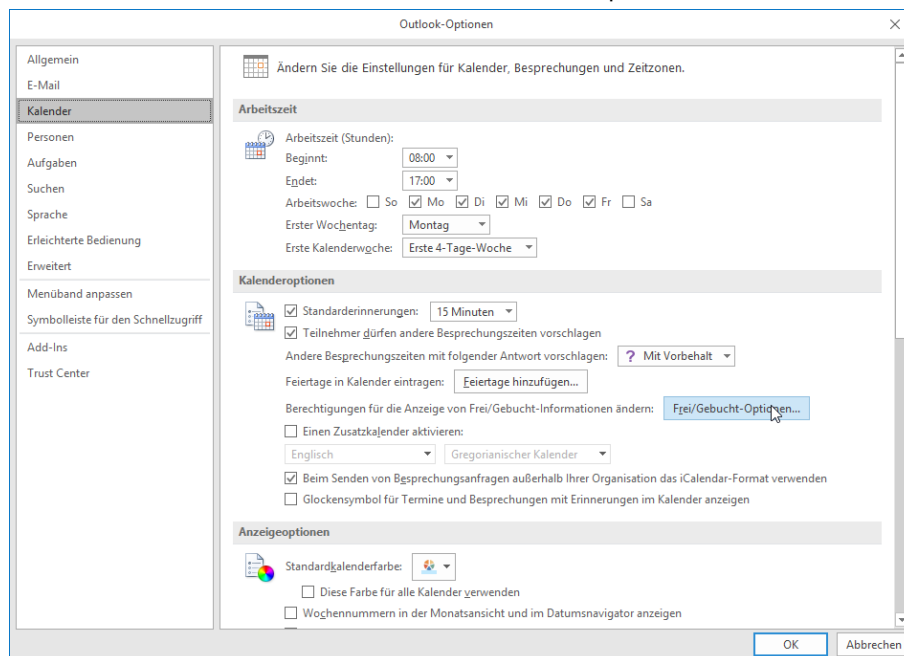 Outlook-Optionen
Allgemein
E-Mail
Kalender
Personen
Aufgaben
Suchen
Sprache
Erleichterte Bedienung
Erweitert
Menüband anpassen
Symbolleiste für den Schnellzugriff
Add-Ins
Trust Center
Ändern Sie die Einstellungen für Kalender, Besprechungen und Zeitzonen.
Arbeitszeit
Arbeitszeit (Stunden):
Beginnt: 08:00
Endet: 17:00
Arbeitswoche: So Mo Di Mi Do Fr Sa
Erster Wochentag: Montag
Erste Kalenderwoche: Erste 4-Tage-Woche
Kalenderoptionen
Standarderinnerungen: 15 Minuten
Teilnehmer dürfen andere Besprechungszeiten vorschlagen
Andere Besprechungszeiten mit folgender Antwort vorschlagen: ? Mit Vorbehalt
Feiertage in Kalender eintragen: Feiertage hinzufügen...
Berechtigungen für die Anzeige von Frei/Gebucht-Informationen ändern: Frei/Gebucht-Optionen...
Einen Zusatzkalender aktivieren:
Englisch Gregorianischer Kalender
Beim Senden von Besprechungsanfragen außerhalb Ihrer Organisation das iCalendar-Format verwenden
Glockensymbol für Termine und Besprechungen mit Erinnerungen im Kalender anzeigen
Anzeigeoptionen
Standardkalenderfarbe:
Diese Farbe für alle Kalender verwenden
Wochennummern in der Monatsansicht und im Datumsnavigator anzeigen
OK Abbrechen